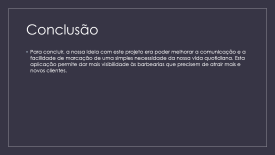 Conclusão
• Para concluir, a nossa ideia com este projeto era poder melhorar a comunicação e a
facilidade de marcação de uma simples necessidade da nossa vida quotidiana. Esta
aplicação permite dar mais visibilidade às barbearias que precisem de atrair mais e
novos clientes.